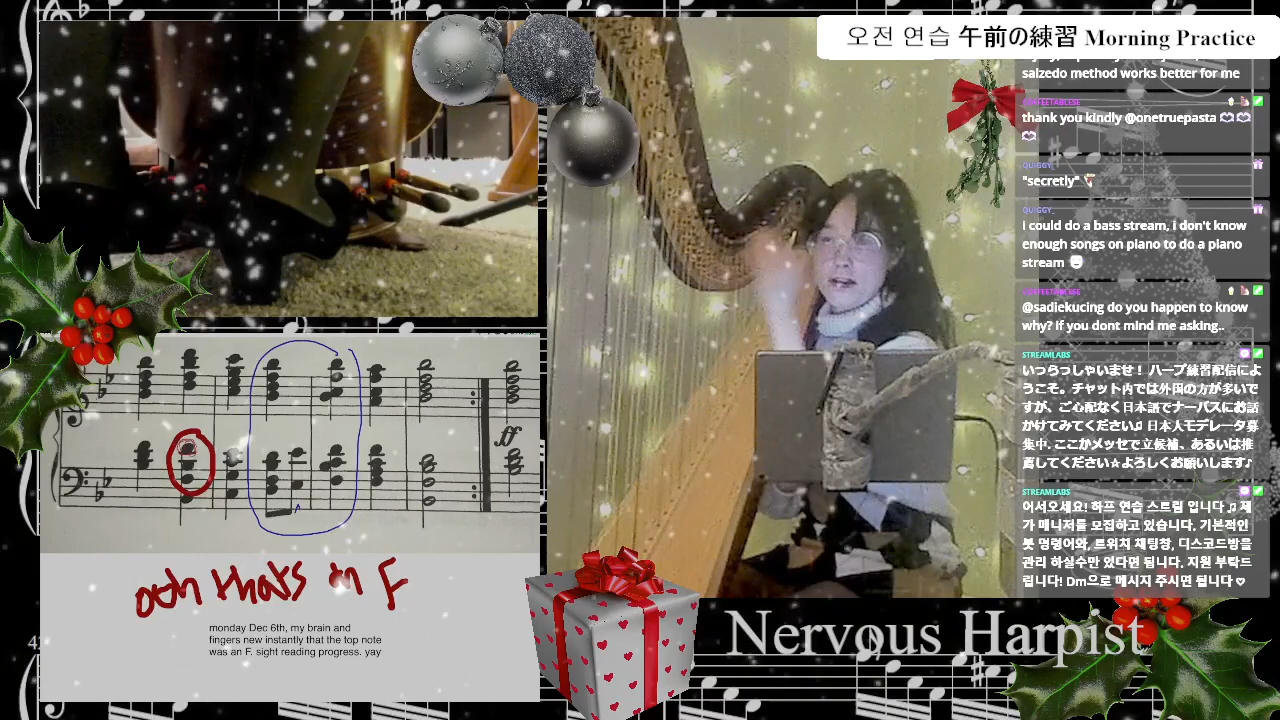 오전 연습 午前の練習 Morning Practice
salzedo method works better for me
thank you kindly @onetruepasta
QUIGGY_
"secretly"
QUIGGY_
I could do a bass stream, i don't know
enough songs on piano to do a piano
stream
@sadiekucing do you happen to know
why? If you dont mind me asking..
STREAMLABS
いらっしゃいませ！ ハープ練習配信によ
うこそ。チャット内では外国の方が多いで
すが、ご心配なく日本語でナーバスにお話
かけてみてください♫ 日本人モデレータ募
集中。ここかメッセで立候補、あるいは推
薦してください☆よろしくお願いします♪
STREAMLABS
어서오세요! 하프 연습 스트림 입니다 ♫ 제
가 매니저를 모집하고 있습니다. 기본적인
봇 명령어와, 트위치 채팅창, 디스코드방을
관리 하실수만 있다면 됩니다. 지원 부탁드
립니다! Dm으로 메시지 주시면 됩니다 ♡
ff
ooh thats an F
monday Dec 6th, my brain and
fingers new instantly that the top note
was an F. sight reading progress. yay
Nervous Harpist